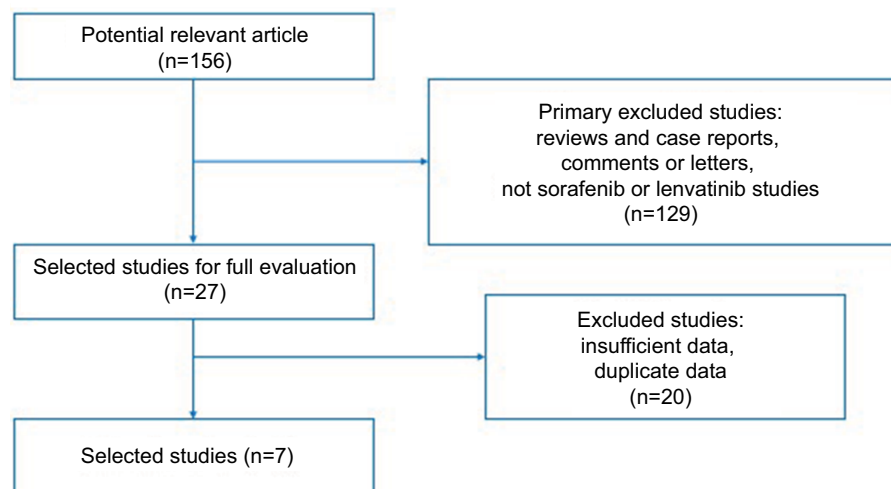 Potential relevant article
(n=156)
Primary excluded studies:
reviews and case reports,
comments or letters,
not sorafenib or lenvatinib studies
(n=129)
Selected studies for full evaluation
(n=27)
Excluded studies:
insufficient data,
duplicate data
(n=20)
Selected studies (n=7)